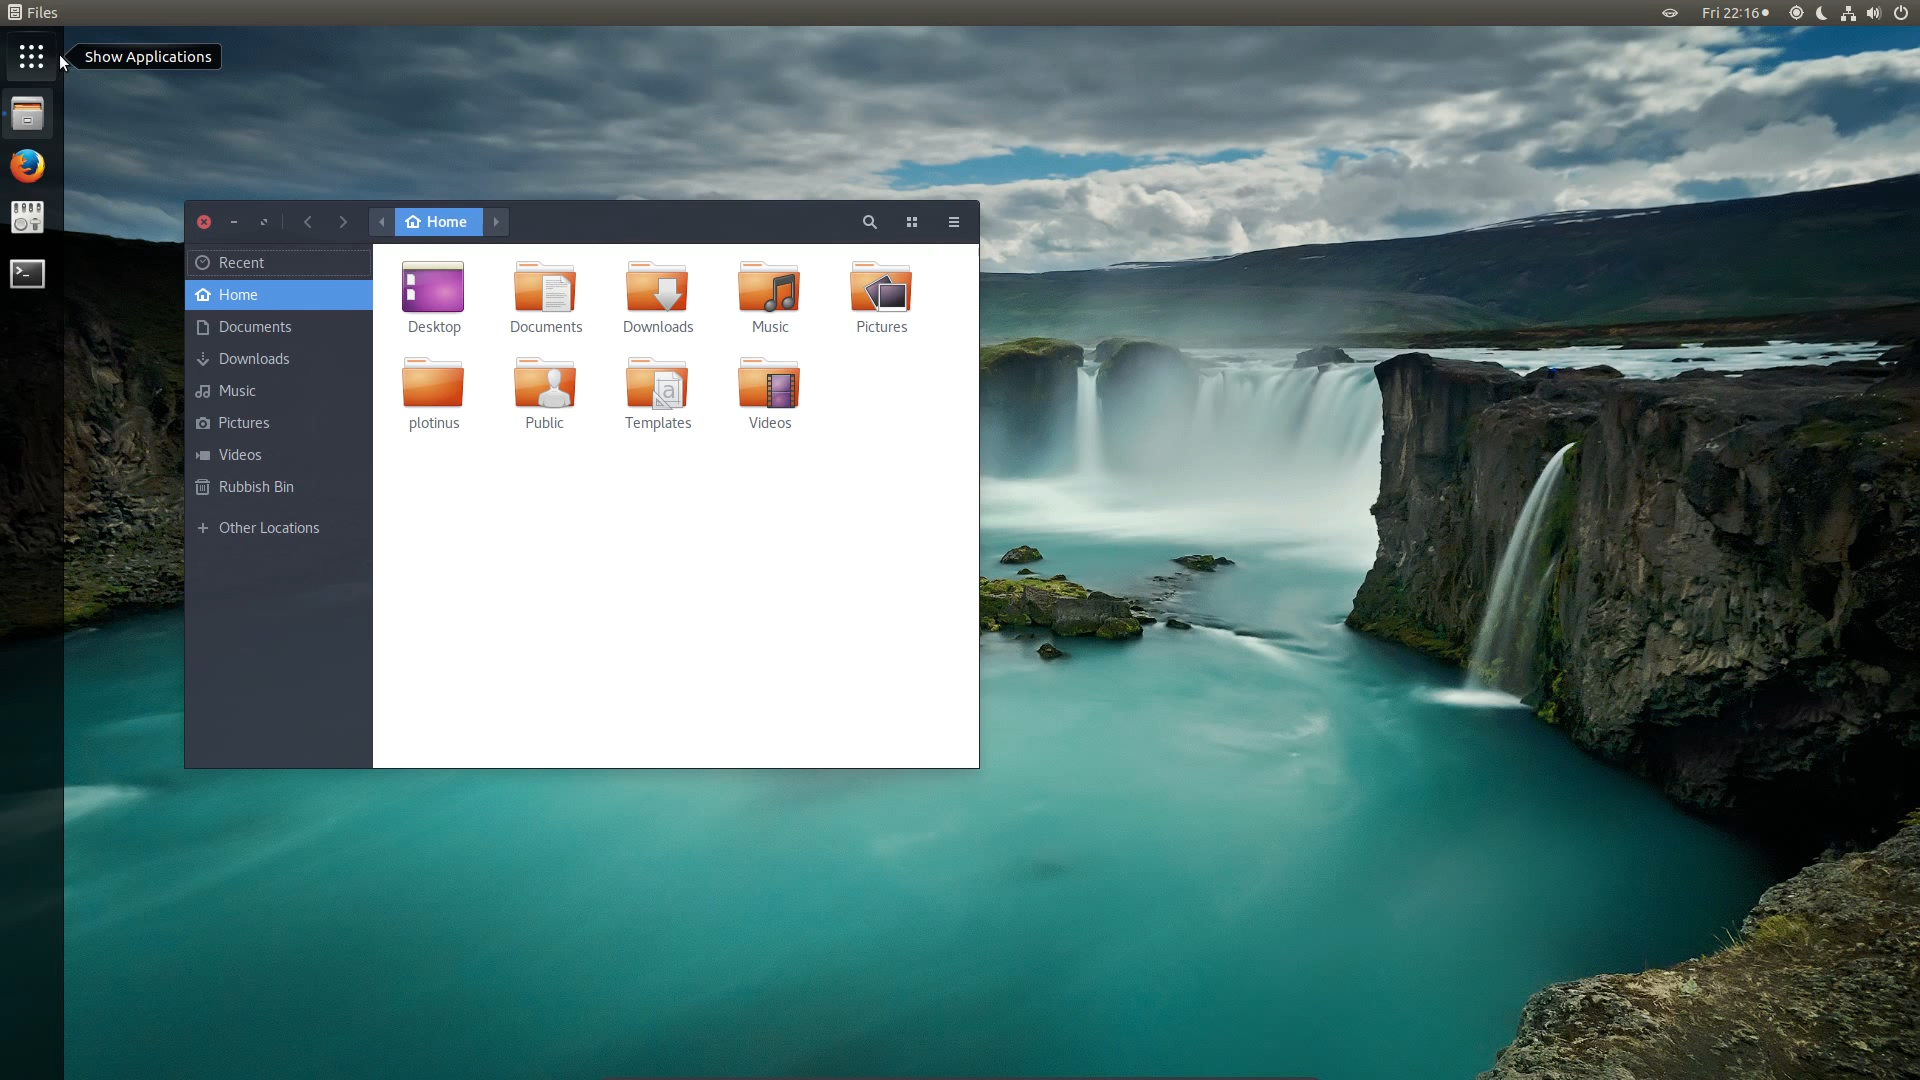 Files
Fri 22:16
Show Applications
Home
Recent
Home
Documents
Downloads
Music
Pictures
Videos
Rubbish Bin
Other Locations
Desktop
Documents
Downloads
Music
Pictures
plotinus
Public
Templates
Videos